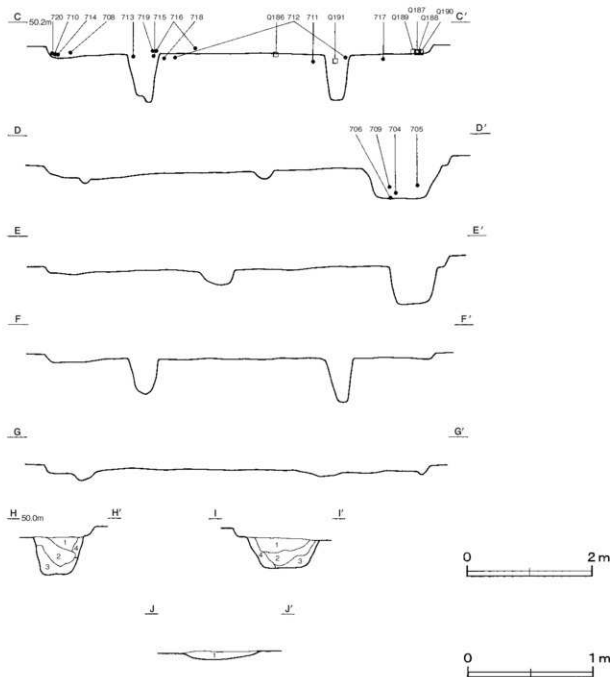 C 50.2m
720 710 714 708 713 719 715 716 718 Q186 712 711 Q191 717 Q189 Q187 Q188 Q190
C′
D
706 709 704 705
D′
E E′
F F′
G G′
H 50.0m H′
1
4
2
3
I I′
1
4
2 3
J J′
1
0 2 m
0 1 m